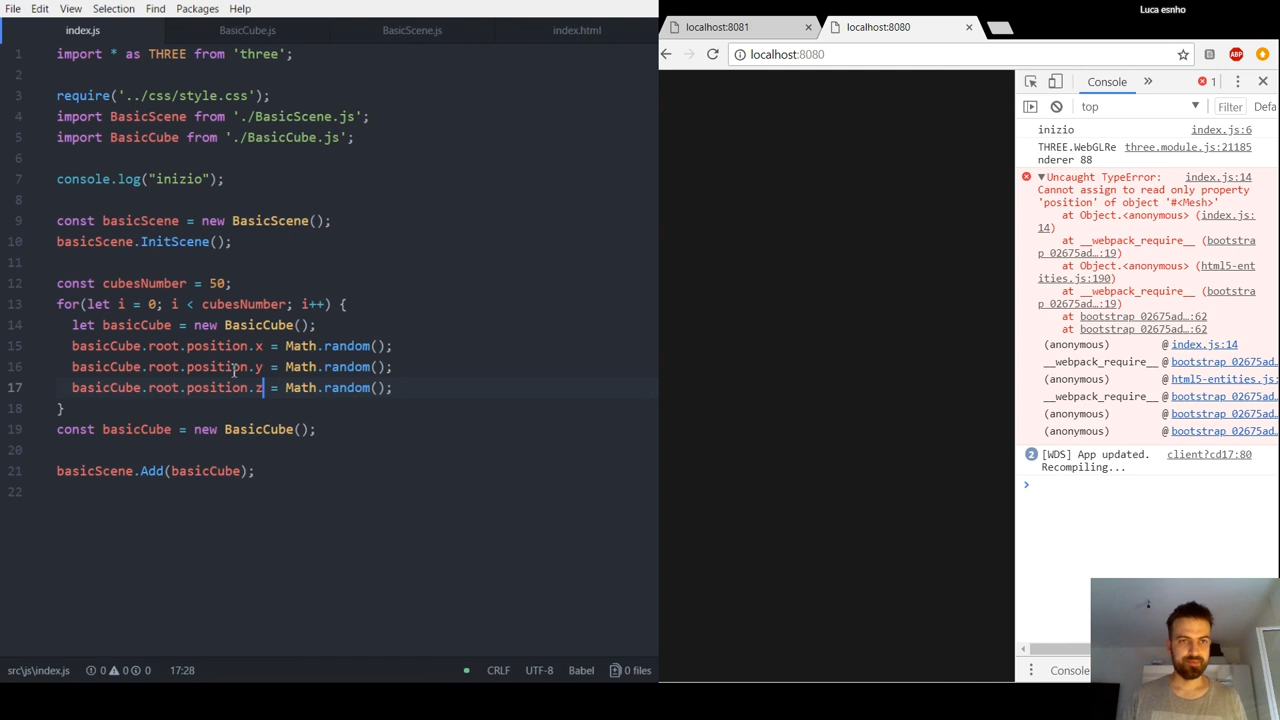 Luca esnho
File Edit View Selection Find Packages Help
index.js BasicCube.js BasicScene.js index.html
1 import * as THREE from 'three';
2
3 require('../css/style.css');
4 import BasicScene from './BasicScene.js';
5 import BasicCube from './BasicCube.js';
6
7 console.log("inizio");
8
9 const basicScene = new BasicScene();
10 basicScene.InitScene();
11
12 const cubesNumber = 50;
13 for(let i = 0; i < cubesNumber; i++) {
14 let basicCube = new BasicCube();
15 basicCube.root.position.x = Math.random();
16 basicCube.root.position.y = Math.random();
17 basicCube.root.position.z = Math.random();
18 }
19 const basicCube = new BasicCube();
20
21 basicScene.Add(basicCube);
22
src\js\index.js 0 0 0 17:28 CRLF UTF-8 Babel 0 files
localhost:8081 localhost:8080
localhost:8080 ABP
Console » 1
top Filter Defa
inizio index.js:6
THREE.WebGLRe three.module.js:21185
nderer 88
Uncaught TypeError: index.js:14
Cannot assign to read only property
'position' of object '#<Mesh>'
at Object.<anonymous> (index.js:
14)
at __webpack_require__ (bootstra
p 02675ad…:19)
at Object.<anonymous> (html5-ent
ities.js:190)
at __webpack_require__ (bootstra
p 02675ad…:19)
at bootstrap 02675ad…:62
at bootstrap 02675ad…:62
(anonymous) @ index.js:14
__webpack_require__ @ bootstrap 02675ad…
(anonymous) @ html5-entities.js:
__webpack_require__ @ bootstrap 02675ad…
(anonymous) @ bootstrap 02675ad…
(anonymous) @ bootstrap 02675ad…
2 [WDS] App updated. client?cd17:80
Recompiling...
Console